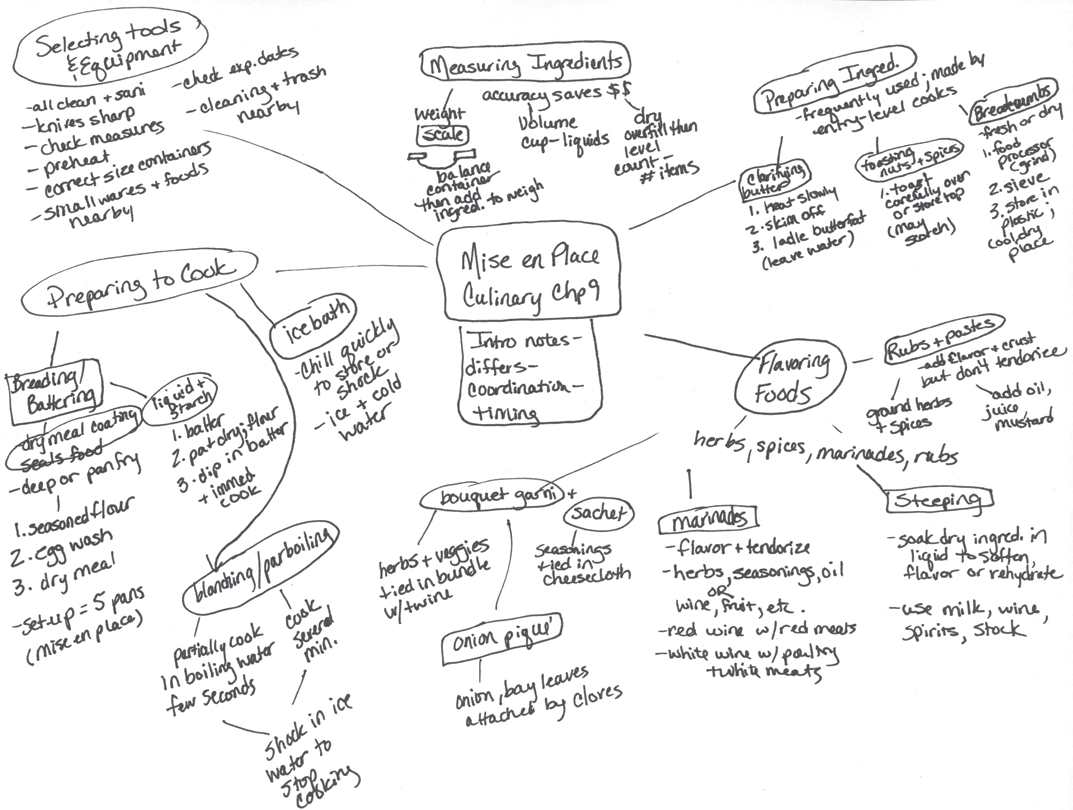 Selecting tools
& Equipment
-all clean + sani
-knives sharp
-check measures
-preheat
-correct size containers
-small wares + foods
nearby
-check exp. dates
-cleaning + trash
nearby
Measuring Ingredients
accuracy saves $$
weight
scale
balance
container
then add
ingred. to weigh
Volume
cup-liquids
dry
overfill then
level
count-
# items
Preparing Ingred.
-frequently used; made by
entry-level cooks
Clarifying
butter
1. heat slowly
2. skim off
3. ladle butterfat
(leave water)
toasting
nuts + spices
1. toast
carefully oven
or stove top
(may
scotch)
Breadcrumbs
-fresh or dry
1. food
processor
(grind)
2. sieve
3. store in
plastic;
cool dry
place
Mise en Place
Culinary Chp 9
Intro notes-
differs-
coordination-
timing
Preparing to Cook
ice bath
-Chill quickly
to store or
shock
-ice + cold
water
Breading/
Battering
dry meal coating
seals food
-deep or pan fry
1. seasoned flour
2. egg wash
3. dry meal
-set up = 5 pans
(mise en place)
liquid +
starch
1. batter
2. pat dry; flour
3. dip in batter
+ immed
cook
blanching/parboiling
partially cook
in boiling water
few seconds
cook
several
min.
Shock in ice
water to
stop
cooking
Flavoring
Foods
herbs, spices, marinades, rubs
Rubs + pastes
-add flavor + crust
but don't tenderize
ground herbs
+ spices
add oil,
juice,
mustard
bouquet garni +
sachet
herbs + veggies
tied in bundle
w/twine
seasonings
tied in
cheesecloth
Onion piqué
onion, bay leaves
attached by cloves
marinades
-flavor + tenderize
-herbs, seasonings, oil
OR
wine, fruit, etc.
-red wine w/red meats
-white wine w/ poultry
+ white meats
Steeping
-soak dry ingred. in
liquid to soften,
flavor or rehydrate
-use milk, wine,
spirits, stock